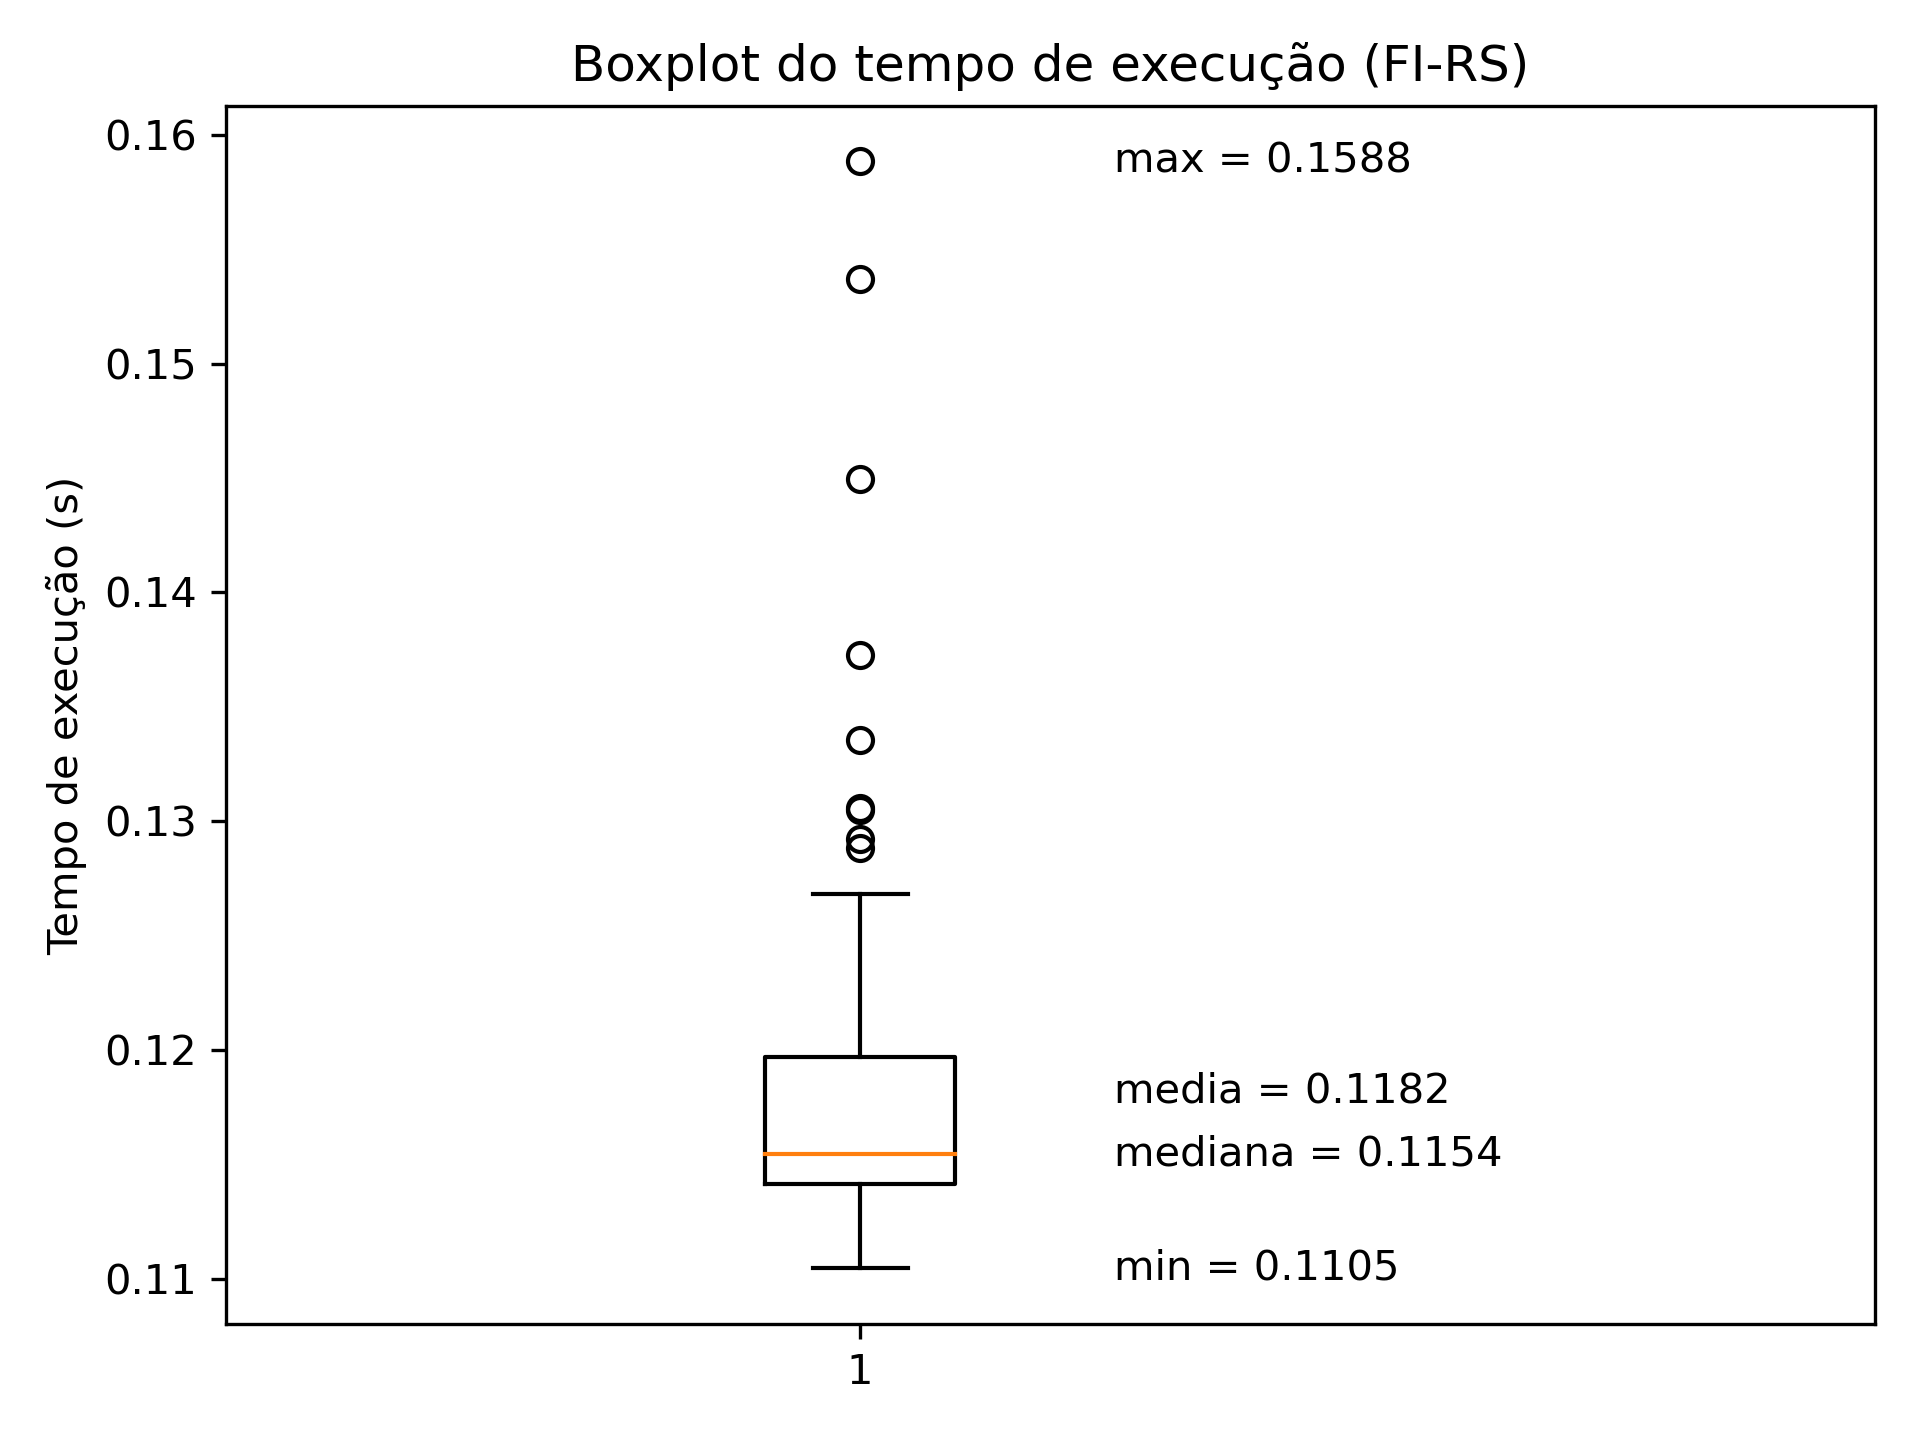 Boxplot do tempo de execução (FI-RS)
Tempo de execução (s)
0.16
0.15
0.14
0.13
0.12
0.11
max = 0.1588
media = 0.1182
mediana = 0.1154
min = 0.1105
1